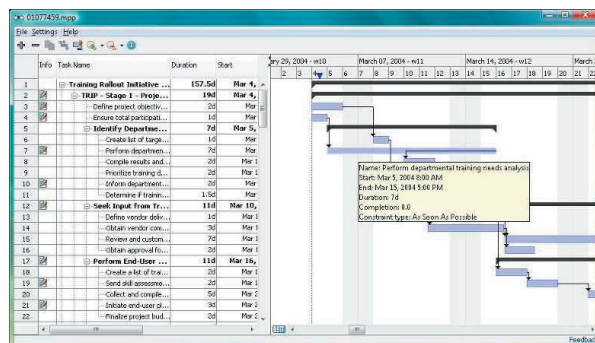 01077459.mpp
File Settings Help
Info Task Name Duration Start
ry 29, 2004 - w10 March 07, 2004 - w11 March 14, 2004 - w12 March
2 3 4 5 6 7 8 9 10 11 12 13 14 15 16 17 18 19 20 21 22
1 Training Rollout Initiative ... 157.5d Mar 4,
2 TRIP - Stage 1 - Proje... 19d Mar 4,
3 Define project objectiv... 2d Mar
4 Ensure total participati... 1d Mar
5 Identify Departme... 7d Mar 5,
6 Create list of targe... 1d Mar
7 Perform departmen... 7d Mar
8 Compile results and... 2d Mar 1
9 Prioritize training d... 2d Mar 1
10 Inform department... 2d Mar 1
11 Determine if trainin... 1.5d Mar
12 Seek Input from Tr... 11d Mar 10,
13 Define vendor deliv... 1d Mar 1
14 Obtain vendor com... 3d Mar 1
15 Review and custom... 7d Mar 1
16 Obtain approval fo... 2d Mar 1
17 Perform End-User ... 11d Mar 16,
18 Create a list of trai... 2d Mar 1
19 Send skill assessme... 2d Mar 1
20 Collect and comple... 5d Mar 2
21 Initiate end-user pl... 3d Mar 2
22 Finalize project bud... 2d Mar 2
Name: Perform departmental training needs analysis
Start: Mar 5, 2004 8:00 AM
End: Mar 15, 2004 5:00 PM
Duration: 7d
Completion: 0.0
Constraint type: As Soon As Possible
Feedbac